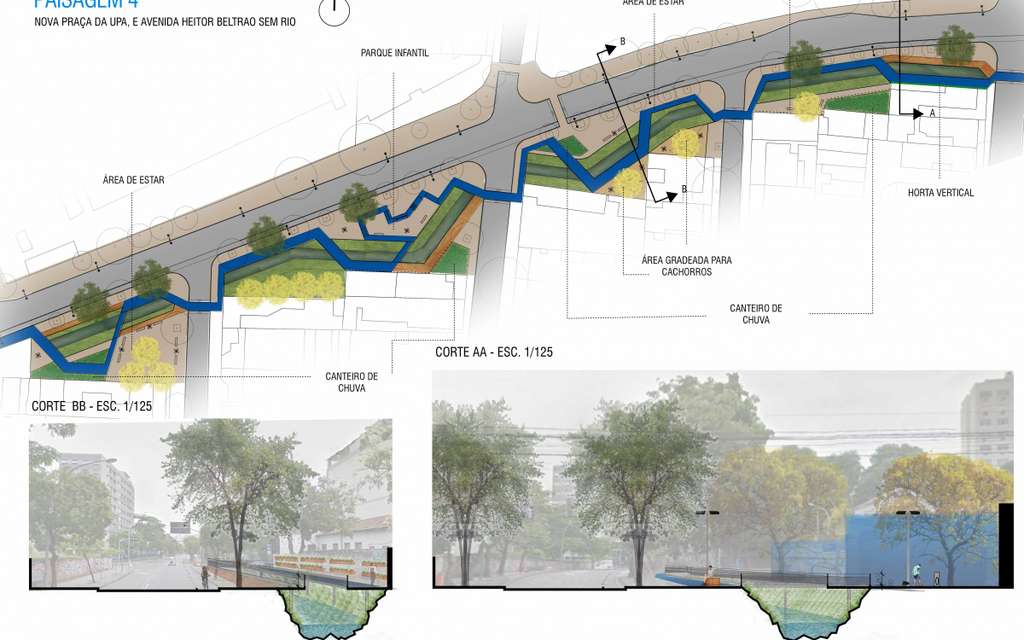 PAISAGEM 4
NOVA PRAÇA DA UPA, E AVENIDA HEITOR BELTRAO SEM RIO
1
ÁREA DE ESTAR
PARQUE INFANTIL
B
A
ÁREA DE ESTAR
B
HORTA VERTICAL
ÁREA GRADEADA PARA
CACHORROS
CANTEIRO DE
CHUVA
CORTE AA - ESC. 1/125
CANTEIRO DE
CHUVA
CORTE BB - ESC. 1/125